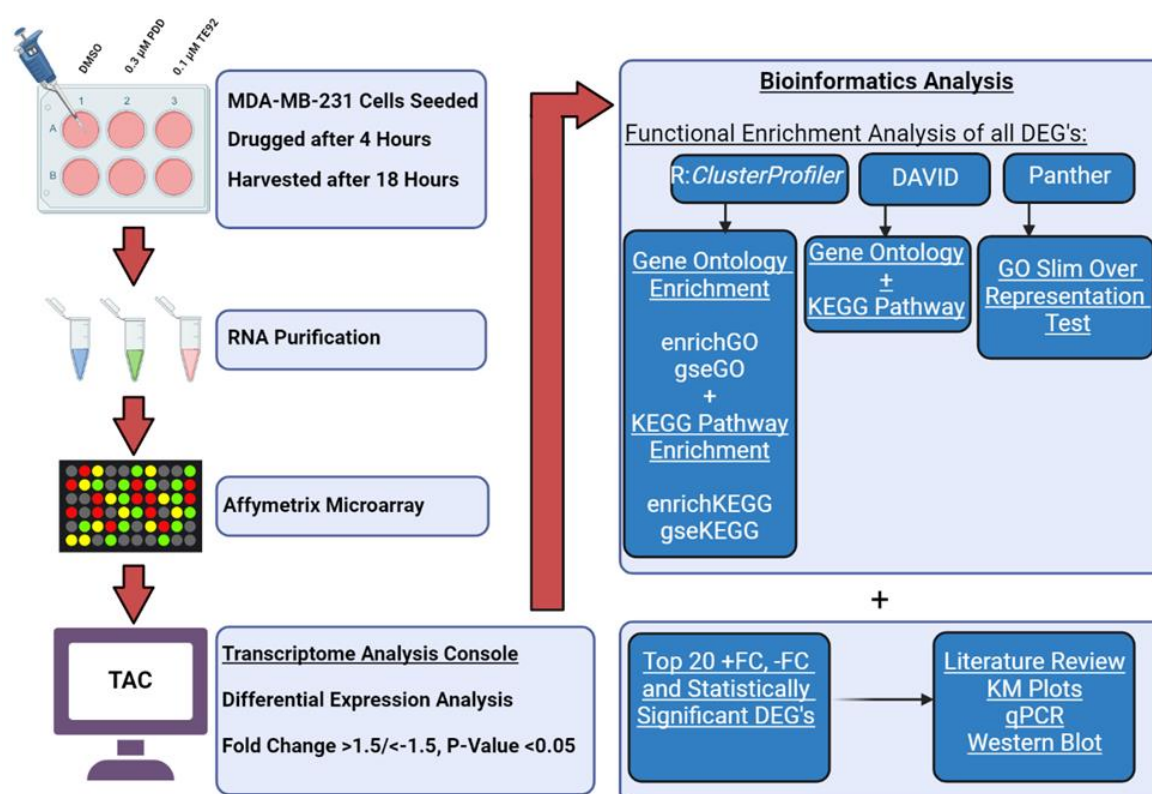 DMSO
0.3 µM PDD
0.1 µM TE92
1 2 3
A
B
MDA-MB-231 Cells Seeded
Drugged after 4 Hours
Harvested after 18 Hours
RNA Purification
Affymetrix Microarray
TAC
Transcriptome Analysis Console
Differential Expression Analysis
Fold Change >1.5/<-1.5, P-Value <0.05
Bioinformatics Analysis
Functional Enrichment Analysis of all DEG's:
R:ClusterProfiler
DAVID
Panther
Gene Ontology
Enrichment
enrichGO
gseGO
+
KEGG Pathway
Enrichment
enrichKEGG
gseKEGG
Gene Ontology
+
KEGG Pathway
GO Slim Over
Representation
Test
+
Top 20 +FC, -FC
and Statistically
Significant DEG's
Literature Review
KM Plots
qPCR
Western Blot